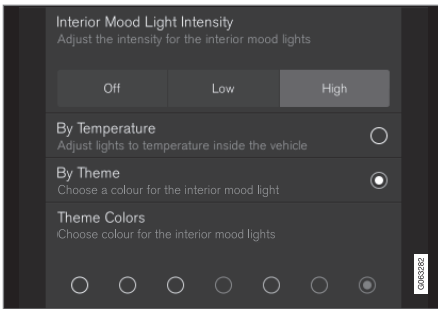 Interior Mood Light Intensity
Adjust the intensity for the interior mood lights
Off Low High
By Temperature
Adjust lights to temperature inside the vehicle
By Theme
Choose a colour for the interior mood light
Theme Colors
Choose colour for the interior mood lights
G063282